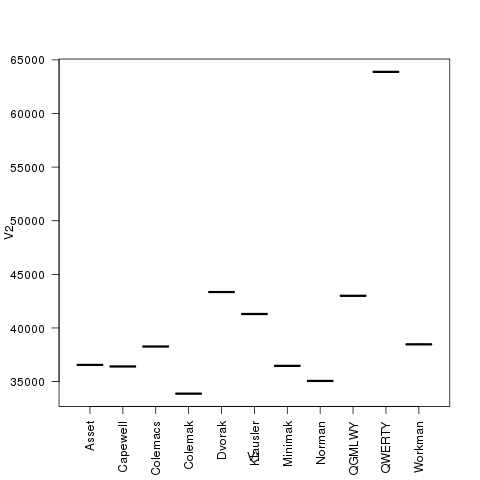 65000
60000
55000
50000
45000
40000
35000
V2
Asset
Capewell
Colemacs
Colemak
Dvorak
Klausler
Minimak
Norman
QGMLWY
QWERTY
Workman
V1